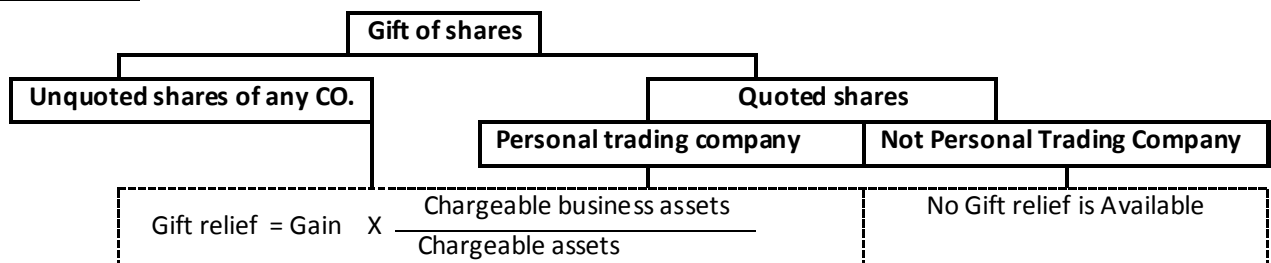 Gift of shares
Unquoted shares of any CO.
Quoted shares
Personal trading company
Not Personal Trading Company
Gift relief = Gain X Chargeable business assets
Chargeable assets
No Gift relief is Available